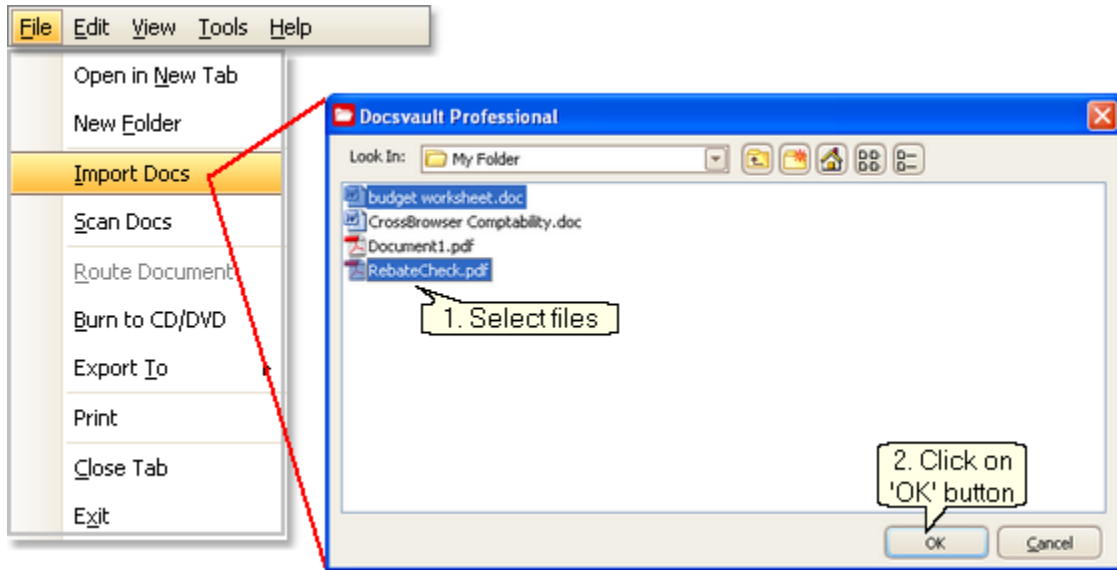 File Edit View Tools Help
Open in New Tab
New Folder
Import Docs
Scan Docs
Route Document
Burn to CD/DVD
Export To
Print
Close Tab
Exit
Docsvault Professional
Look In: My Folder
budget worksheet.doc
CrossBrowser Comptability.doc
Document1.pdf
RebateCheck.pdf
1. Select files
2. Click on
'OK' button
OK Cancel